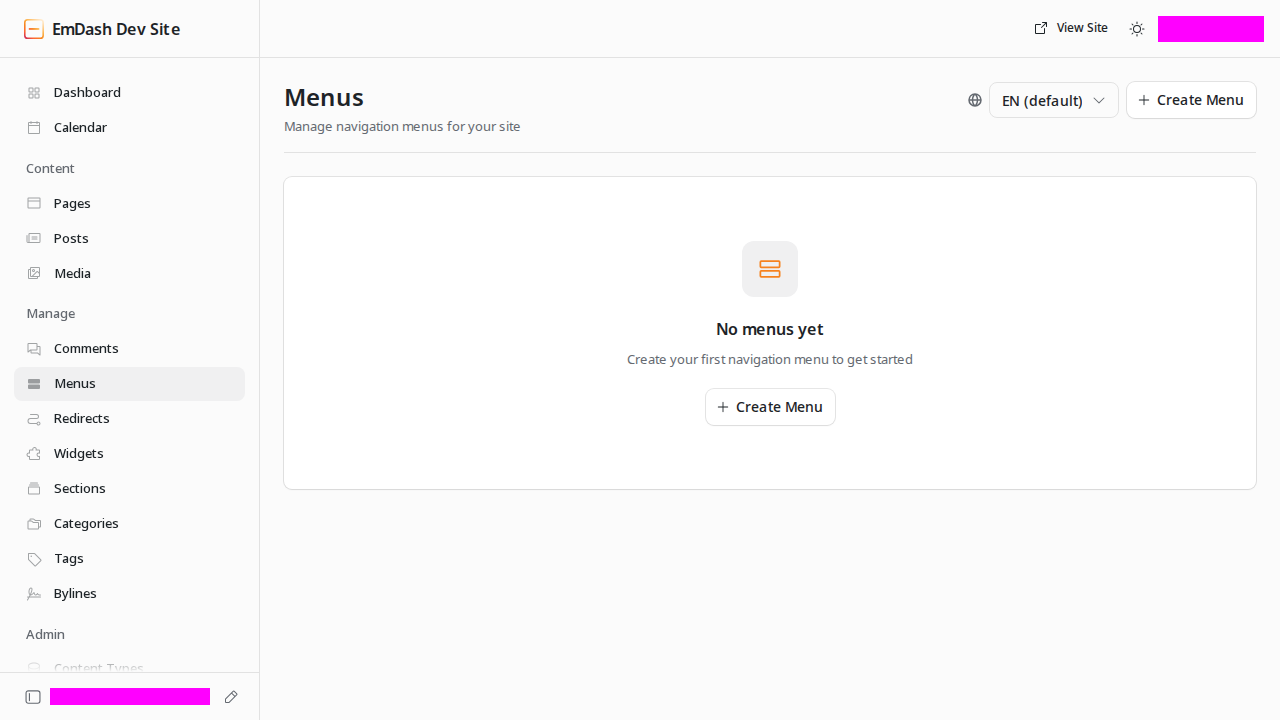 EmDash Dev Site
View Site
Dashboard
Calendar
Content
Pages
Posts
Media
Manage
Comments
Menus
Redirects
Widgets
Sections
Categories
Tags
Bylines
Admin
Content Types
Menus
Manage navigation menus for your site
EN (default)
Create Menu
No menus yet
Create your first navigation menu to get started
Create Menu